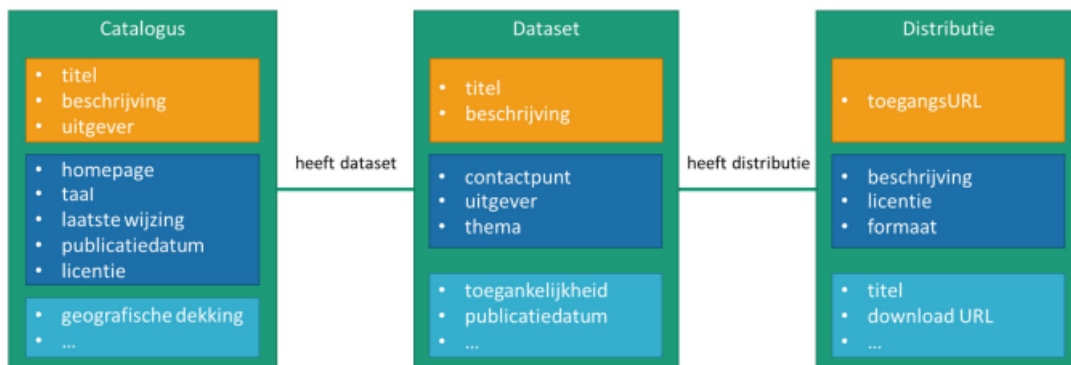 Catalogus
• titel
• beschrijving
• uitgever
• homepage
• taal
• laatste wijzing
• publicatiedatum
• licentie
• geografische dekking
• ...
heeft dataset
Dataset
• titel
• beschrijving
• contactpunt
• uitgever
• thema
• toegankelijkheid
• publicatiedatum
• ...
heeft distributie
Distributie
• toegangsURL
• beschrijving
• licentie
• formaat
• titel
• download URL
• ...